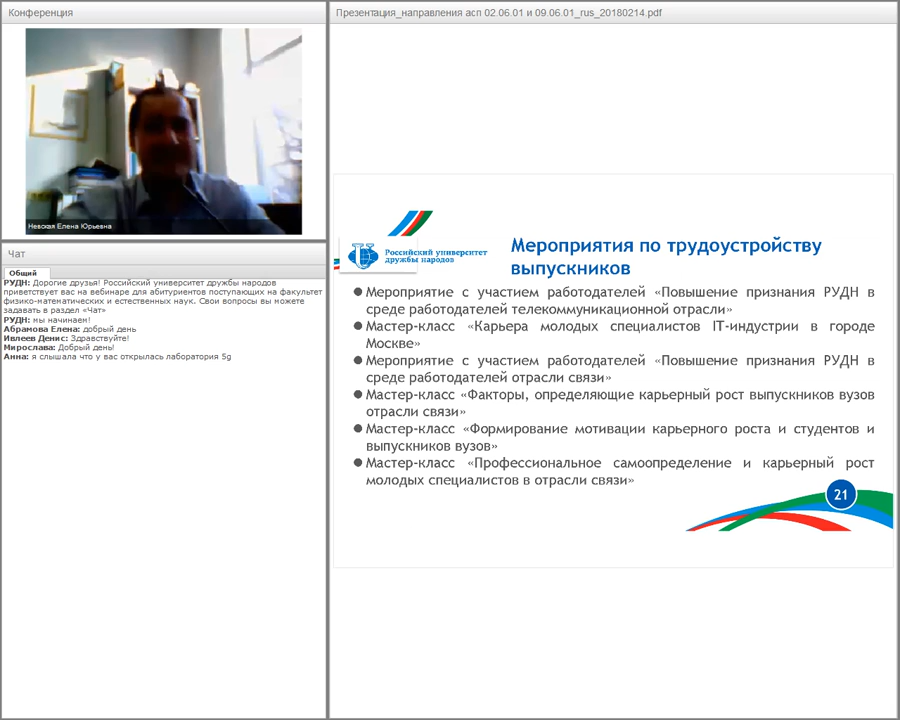 Конференция
Невская Елена Юрьевна
Чат
Общий
РУДН: Дорогие друзья! Российский университет дружбы народов
приветствует вас на вебинаре для абитуриентов поступающих на факультет
физико-математических и естественных наук. Свои вопросы вы можете
задавать в раздел «Чат»
РУДН: мы начинаем!
Абрамова Елена: добрый день
Ивлеев Денис: Здравствуйте!
Мирослава: Добрый день!
Анна: я слышала что у вас открылась лаборатория 5g
Презентация_направления асп 02.06.01 и 09.06.01_rus_20180214.pdf
Российский университет
дружбы народов
Мероприятия по трудоустройству
выпускников
● Мероприятие с участием работодателей «Повышение признания РУДН в
среде работодателей телекоммуникационной отрасли»
● Мастер-класс «Карьера молодых специалистов IT-индустрии в городе
Москве»
● Мероприятие с участием работодателей «Повышение признания РУДН в
среде работодателей отрасли связи»
● Мастер-класс «Факторы, определяющие карьерный рост выпускников вузов
отрасли связи»
● Мастер-класс «Формирование мотивации карьерного роста и студентов и
выпускников вузов»
● Мастер-класс «Профессиональное самоопределение и карьерный рост
молодых специалистов в отрасли связи»
21